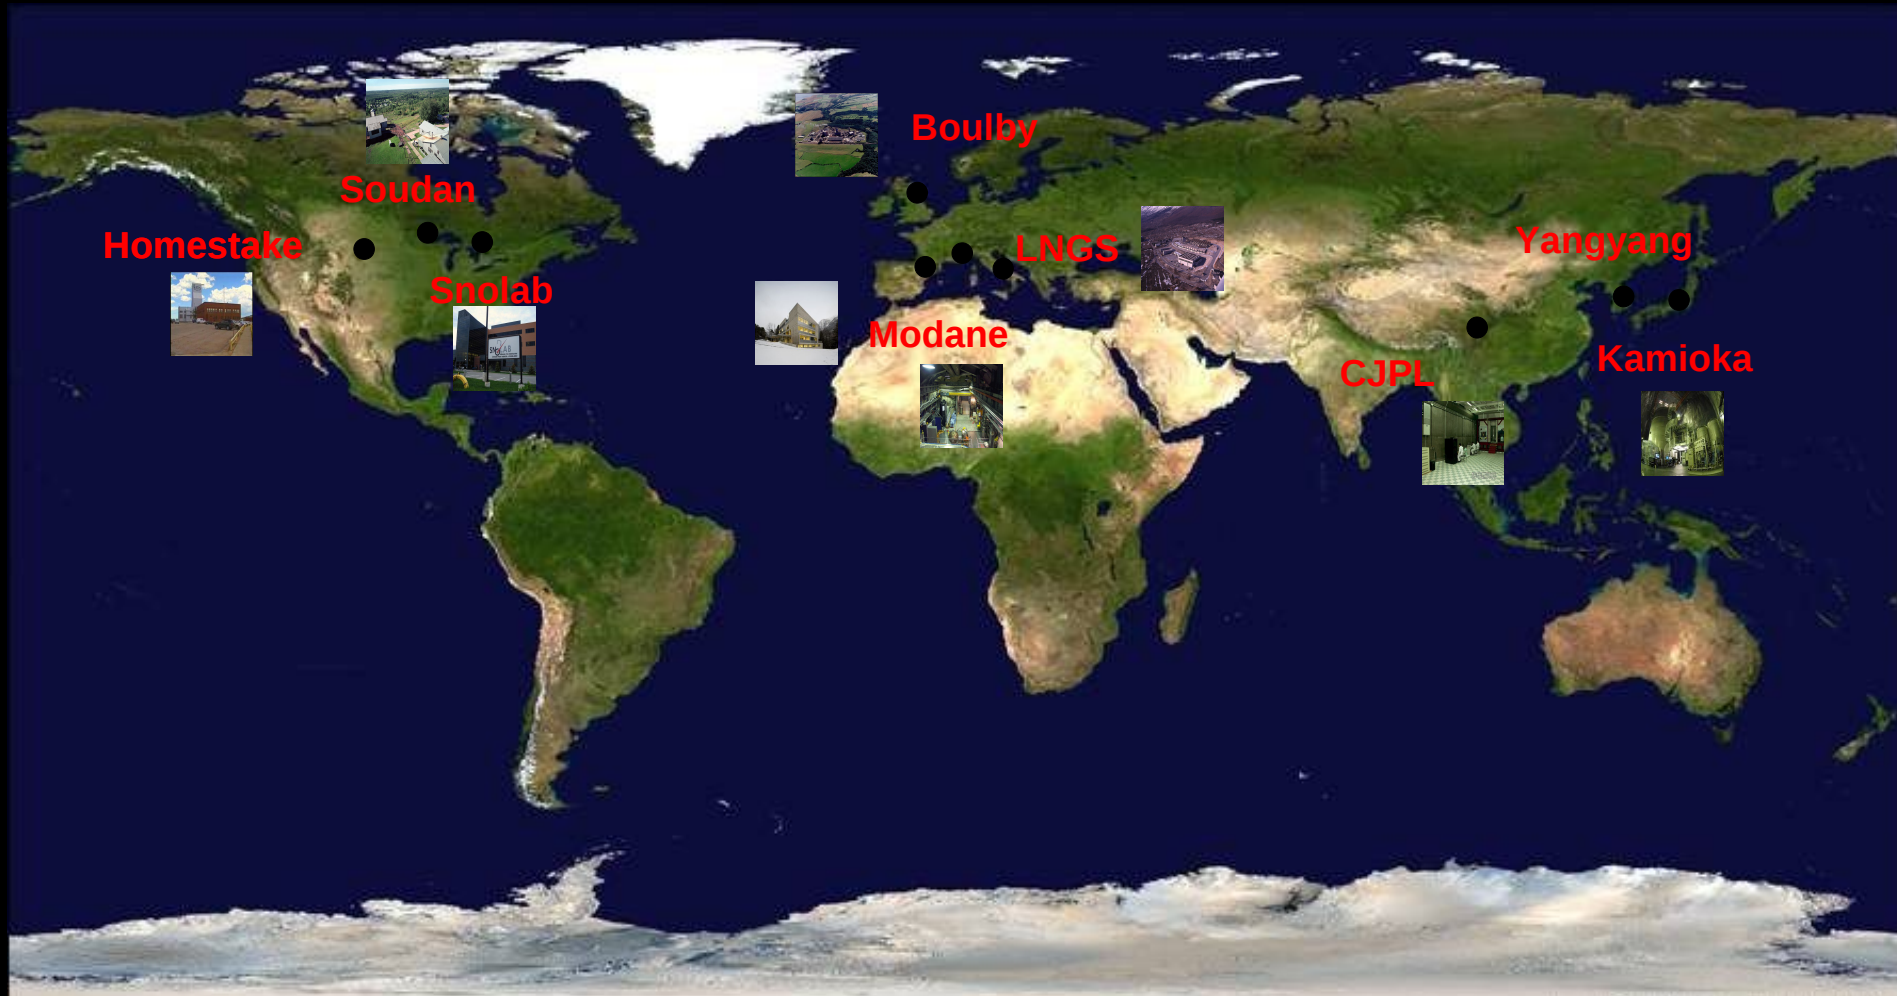 Boulby
Soudan
Homestake
LNGS
Yangyang
Snolab
Modane
Kamioka
CJPL